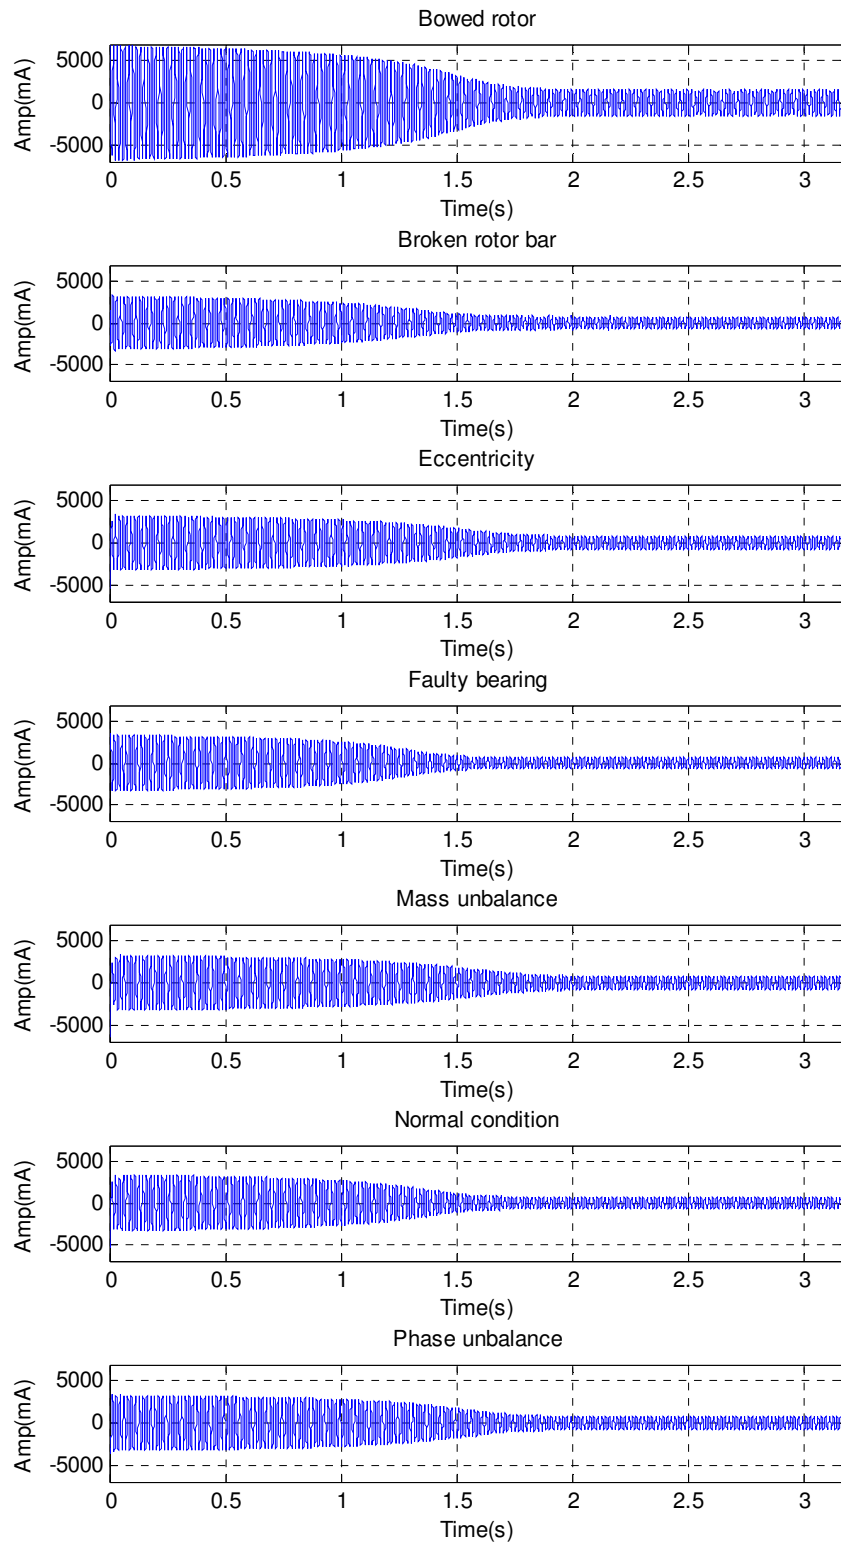 Bowed rotor
5000
0
-5000
Amp(mA)
0 0.5 1 1.5 2 2.5 3
Time(s)
Broken rotor bar
5000
0
-5000
Amp(mA)
0 0.5 1 1.5 2 2.5 3
Time(s)
Eccentricity
5000
0
-5000
Amp(mA)
0 0.5 1 1.5 2 2.5 3
Time(s)
Faulty bearing
5000
0
-5000
Amp(mA)
0 0.5 1 1.5 2 2.5 3
Time(s)
Mass unbalance
5000
0
-5000
Amp(mA)
0 0.5 1 1.5 2 2.5 3
Time(s)
Normal condition
5000
0
-5000
Amp(mA)
0 0.5 1 1.5 2 2.5 3
Time(s)
Phase unbalance
5000
0
-5000
Amp(mA)
0 0.5 1 1.5 2 2.5 3
Time(s)